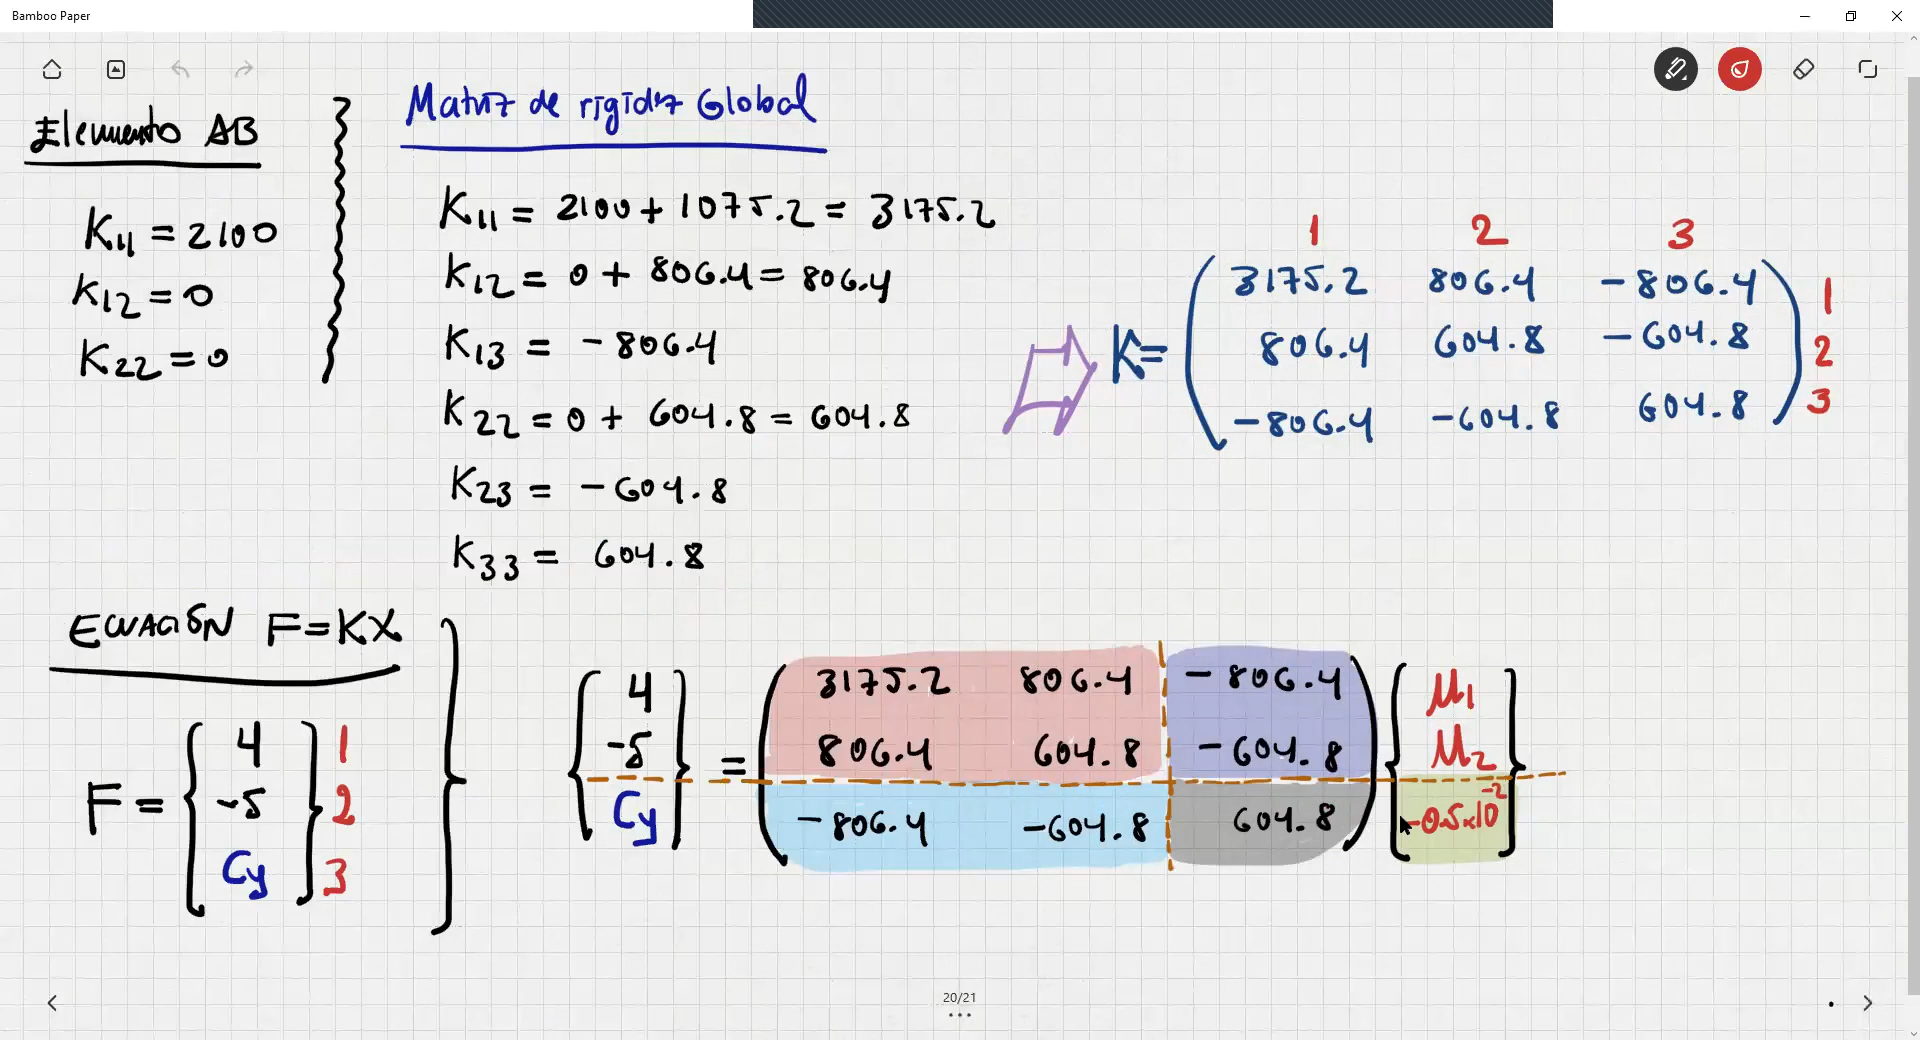 Bamboo Paper
Elemento AB
K11 = 2100
K12 = 0
K22 = 0
Matriz de rigidez Global
K11 = 2100 + 1075.2 = 3175.2
K12 = 0 + 806.4 = 806.4
K13 = -806.4
K22 = 0 + 604.8 = 604.8
K23 = -604.8
K33 = 604.8
1 2 3
3175.2 806.4 -806.4 1
K= 806.4 604.8 -604.8 2
-806.4 -604.8 604.8 3
ECUACIÓN F=KX
4 1
F = -5 2
Cy 3
4 3175.2 806.4 -806.4 μ1
-5 = 806.4 604.8 -604.8 μ2
Cy -806.4 -604.8 604.8 -0.5x10-2
20/21